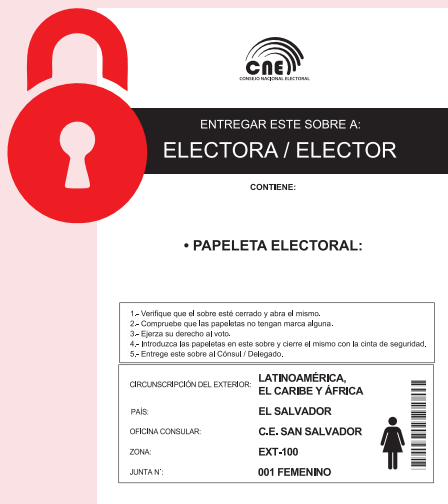 CNE
CONSEJO NACIONAL ELECTORAL
ENTREGAR ESTE SOBRE A:
ELECTORA / ELECTOR
CONTIENE:
• PAPELETA ELECTORAL:
1.- Verifique que el sobre esté cerrado y abra el mismo.
2.- Compruebe que las papeletas no tengan marca alguna.
3.- Ejerza su derecho al voto.
4.- Introduzca las papeletas en este sobre y cierre el mismo con la cinta de seguridad.
5.- Entrege este sobre al Cónsul / Delegado.
CIRCUNSCRIPCIÓN DEL EXTERIOR: LATINOAMÉRICA,
EL CARIBE Y ÁFRICA
PAÍS: EL SALVADOR
OFICINA CONSULAR: C.E. SAN SALVADOR
ZONA: EXT-100
JUNTA N°: 001 FEMENINO